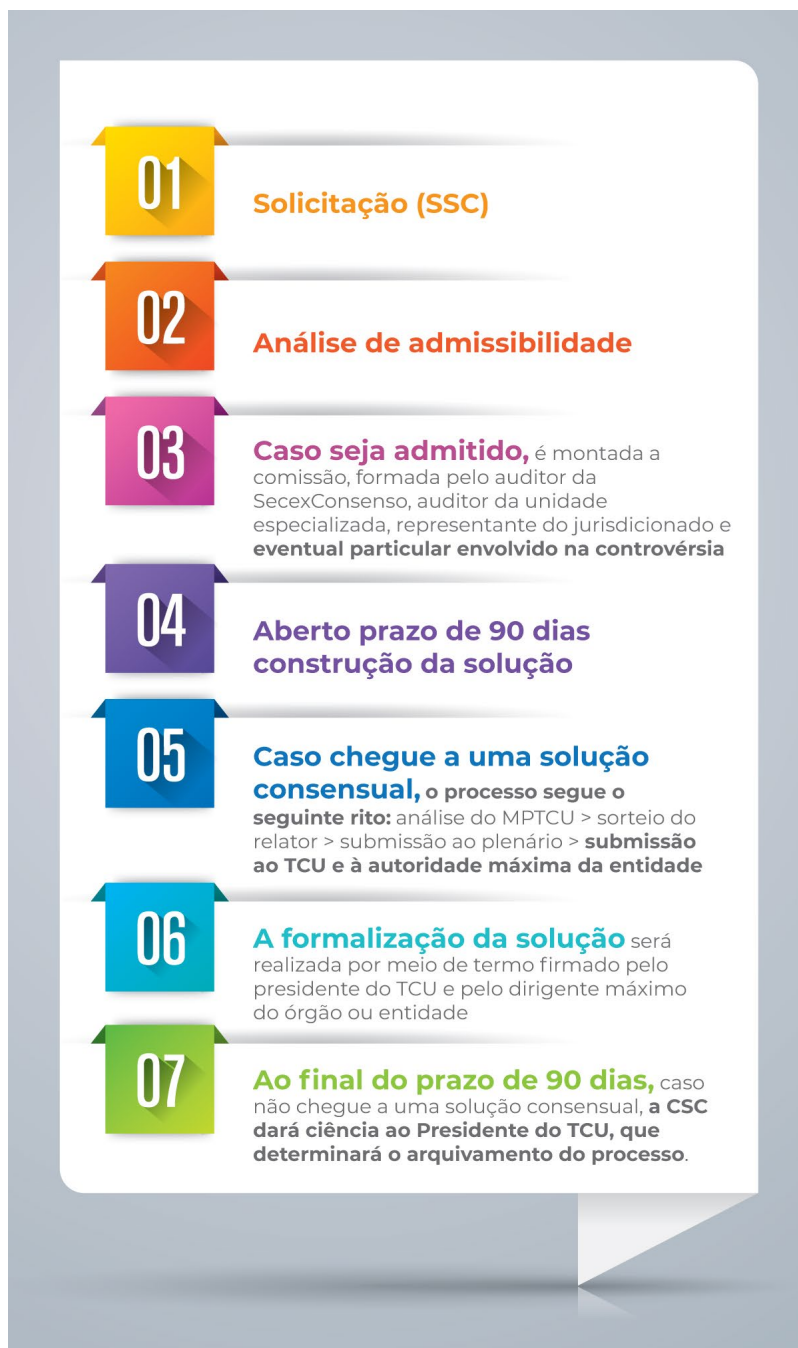 01
Solicitação (SSC)
02
Análise de admissibilidade
03
Caso seja admitido, é montada a
comissão, formada pelo auditor da
SecexConsenso, auditor da unidade
especializada, representante do jurisdicionado e
eventual particular envolvido na controvérsia
04
Aberto prazo de 90 dias
construção da solução
05
Caso chegue a uma solução
consensual, o processo segue o
seguinte rito: análise do MPTCU > sorteio do
relator > submissão ao plenário > submissão
ao TCU e à autoridade máxima da entidade
06
A formalização da solução será
realizada por meio de termo firmado pelo
presidente do TCU e pelo dirigente máximo
do órgão ou entidade
07
Ao final do prazo de 90 dias, caso
não chegue a uma solução consensual, a CSC
dará ciência ao Presidente do TCU, que
determinará o arquivamento do processo.